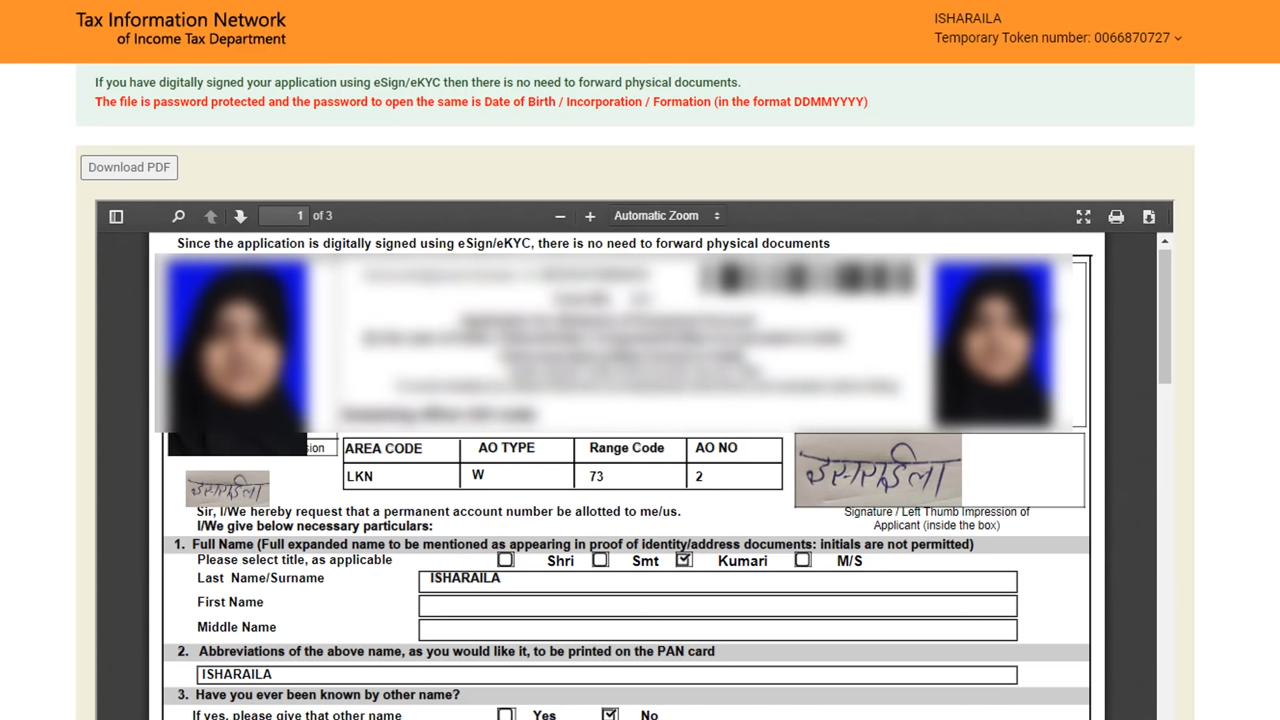 Tax Information Network
of Income Tax Department
ISHARAILA
Temporary Token number: 0066870727
If you have digitally signed your application using eSign/eKYC then there is no need to forward physical documents.
The file is password protected and the password to open the same is Date of Birth / Incorporation / Formation (in the format DDMMYYYY)
Download PDF
1 of 3
Automatic Zoom
Since the application is digitally signed using eSign/eKYC, there is no need to forward physical documents
AREA CODE AO TYPE Range Code AO NO
LKN W 73 2
इसराईला
इसराईला
Sir, I/We hereby request that a permanent account number be allotted to me/us.
Signature / Left Thumb Impression of
Applicant (inside the box)
I/We give below necessary particulars:
1. Full Name (Full expanded name to be mentioned as appearing in proof of identity/address documents: initials are not permitted)
Please select title, as applicable Shri Smt Kumari M/S
Last Name/Surname ISHARAILA
First Name
Middle Name
2. Abbreviations of the above name, as you would like it, to be printed on the PAN card
ISHARAILA
3. Have you ever been known by other name?
If yes, please give that other name Yes No